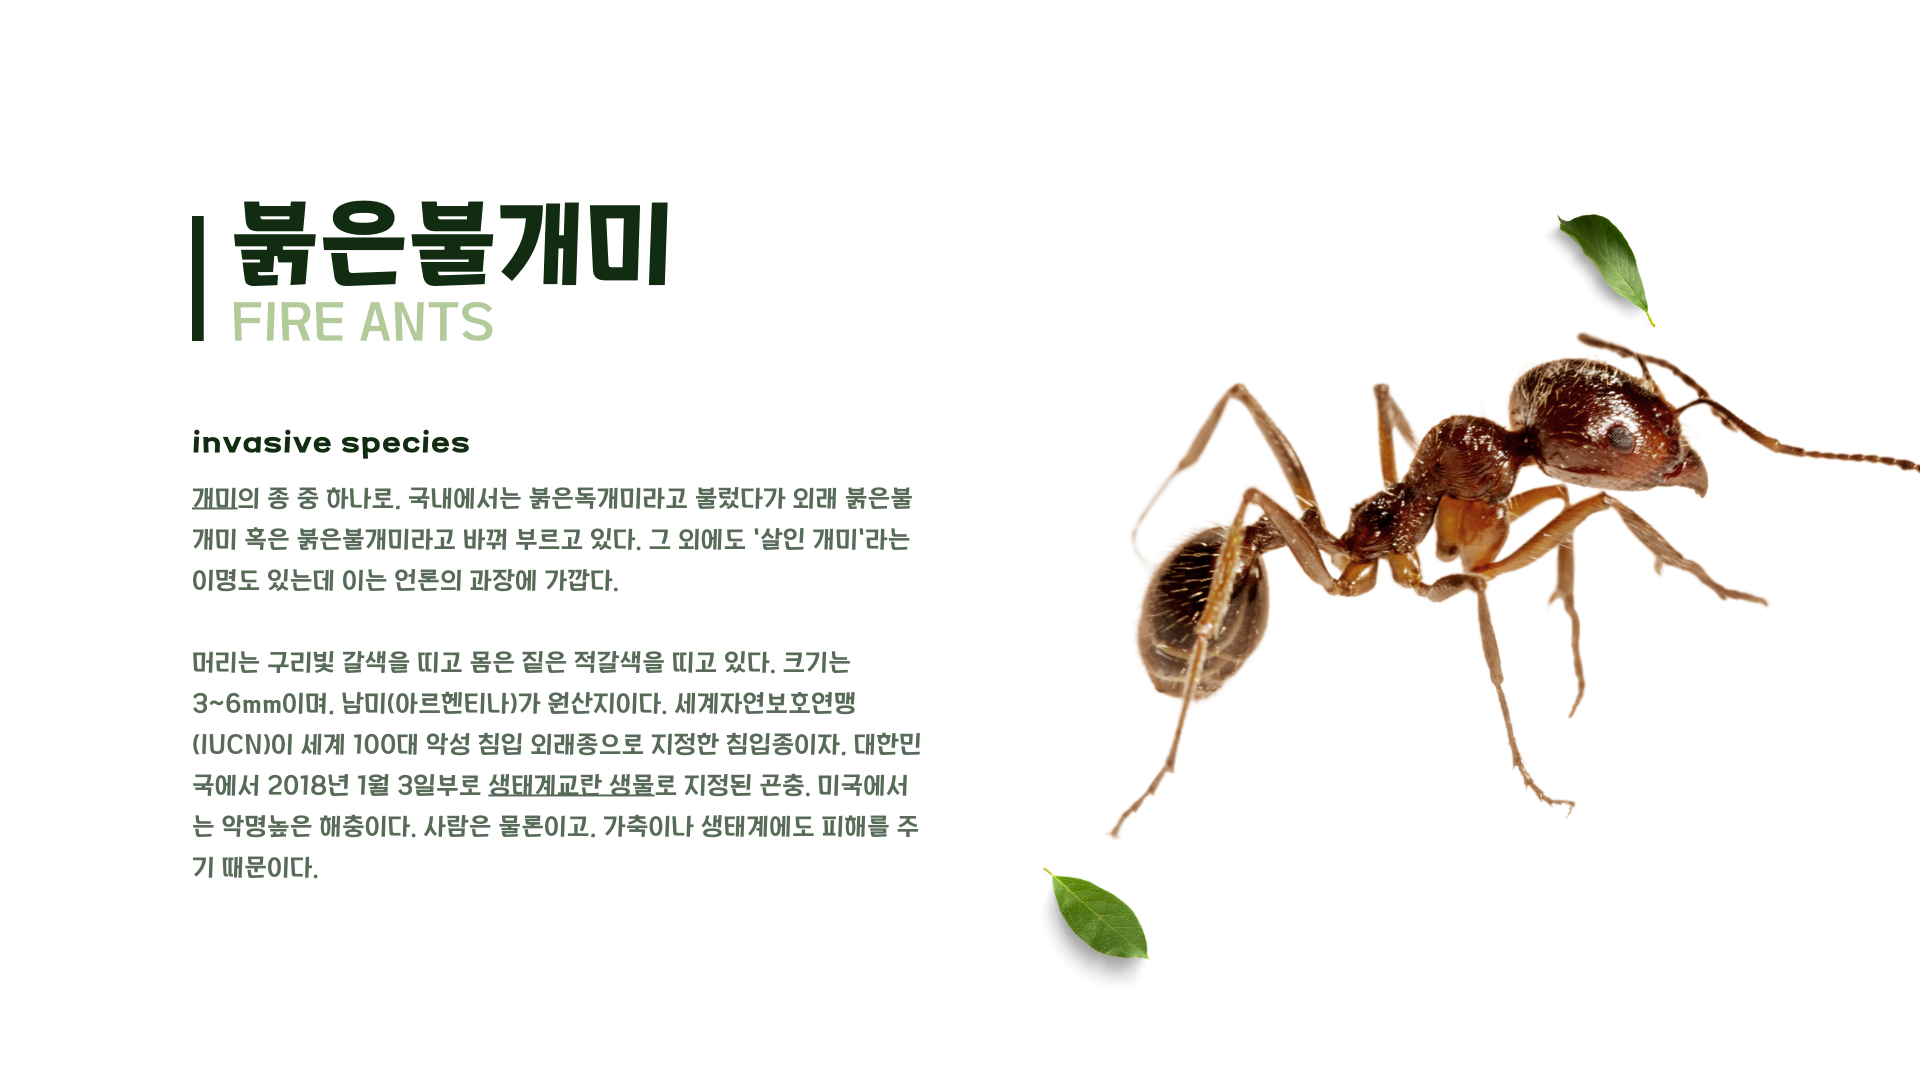 붉은불개미
FIRE ANTS
invasive species
개미의 종 중 하나로, 국내에서는 붉은독개미라고 불렀다가 외래 붉은불
개미 혹은 붉은불개미라고 바꿔 부르고 있다. 그 외에도 '살인 개미'라는
이명도 있는데 이는 언론의 과장에 가깝다.
머리는 구리빛 갈색을 띠고 몸은 짙은 적갈색을 띠고 있다. 크기는
3~6mm이며, 남미(아르헨티나)가 원산지이다. 세계자연보호연맹
(IUCN)이 세계 100대 악성 침입 외래종으로 지정한 침입종이자, 대한민
국에서 2018년 1월 3일부로 생태계교란 생물로 지정된 곤충. 미국에서
는 악명높은 해충이다. 사람은 물론이고, 가축이나 생태계에도 피해를 주
기 때문이다.